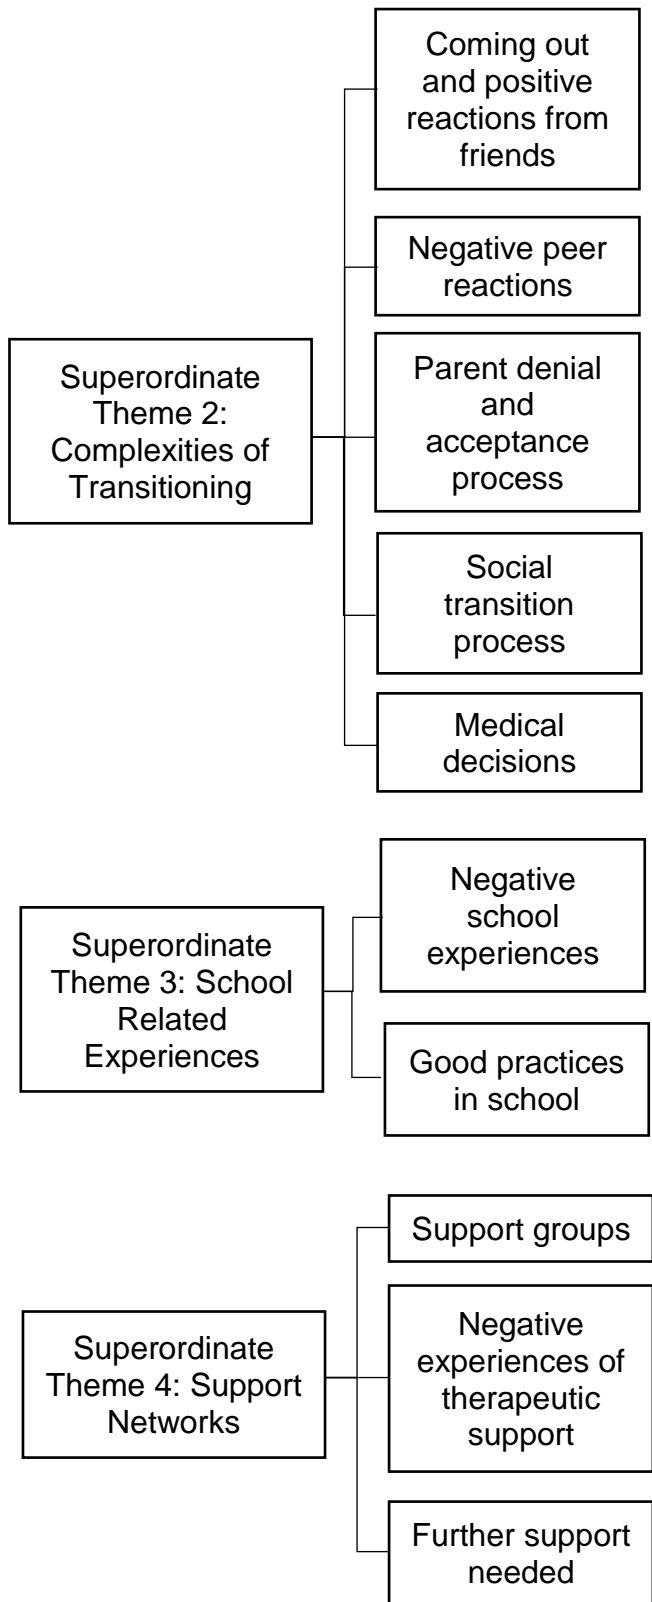 Superordinate
Theme 2:
Complexities of
Transitioning
Coming out
and positive
reactions from
friends
Negative peer
reactions
Parent denial
and
acceptance
process
Social
transition
process
Medical
decisions
Superordinate
Theme 3: School
Related
Experiences
Negative
school
experiences
Good practices
in school
Superordinate
Theme 4: Support
Networks
Support groups
Negative
experiences of
therapeutic
support
Further support
needed